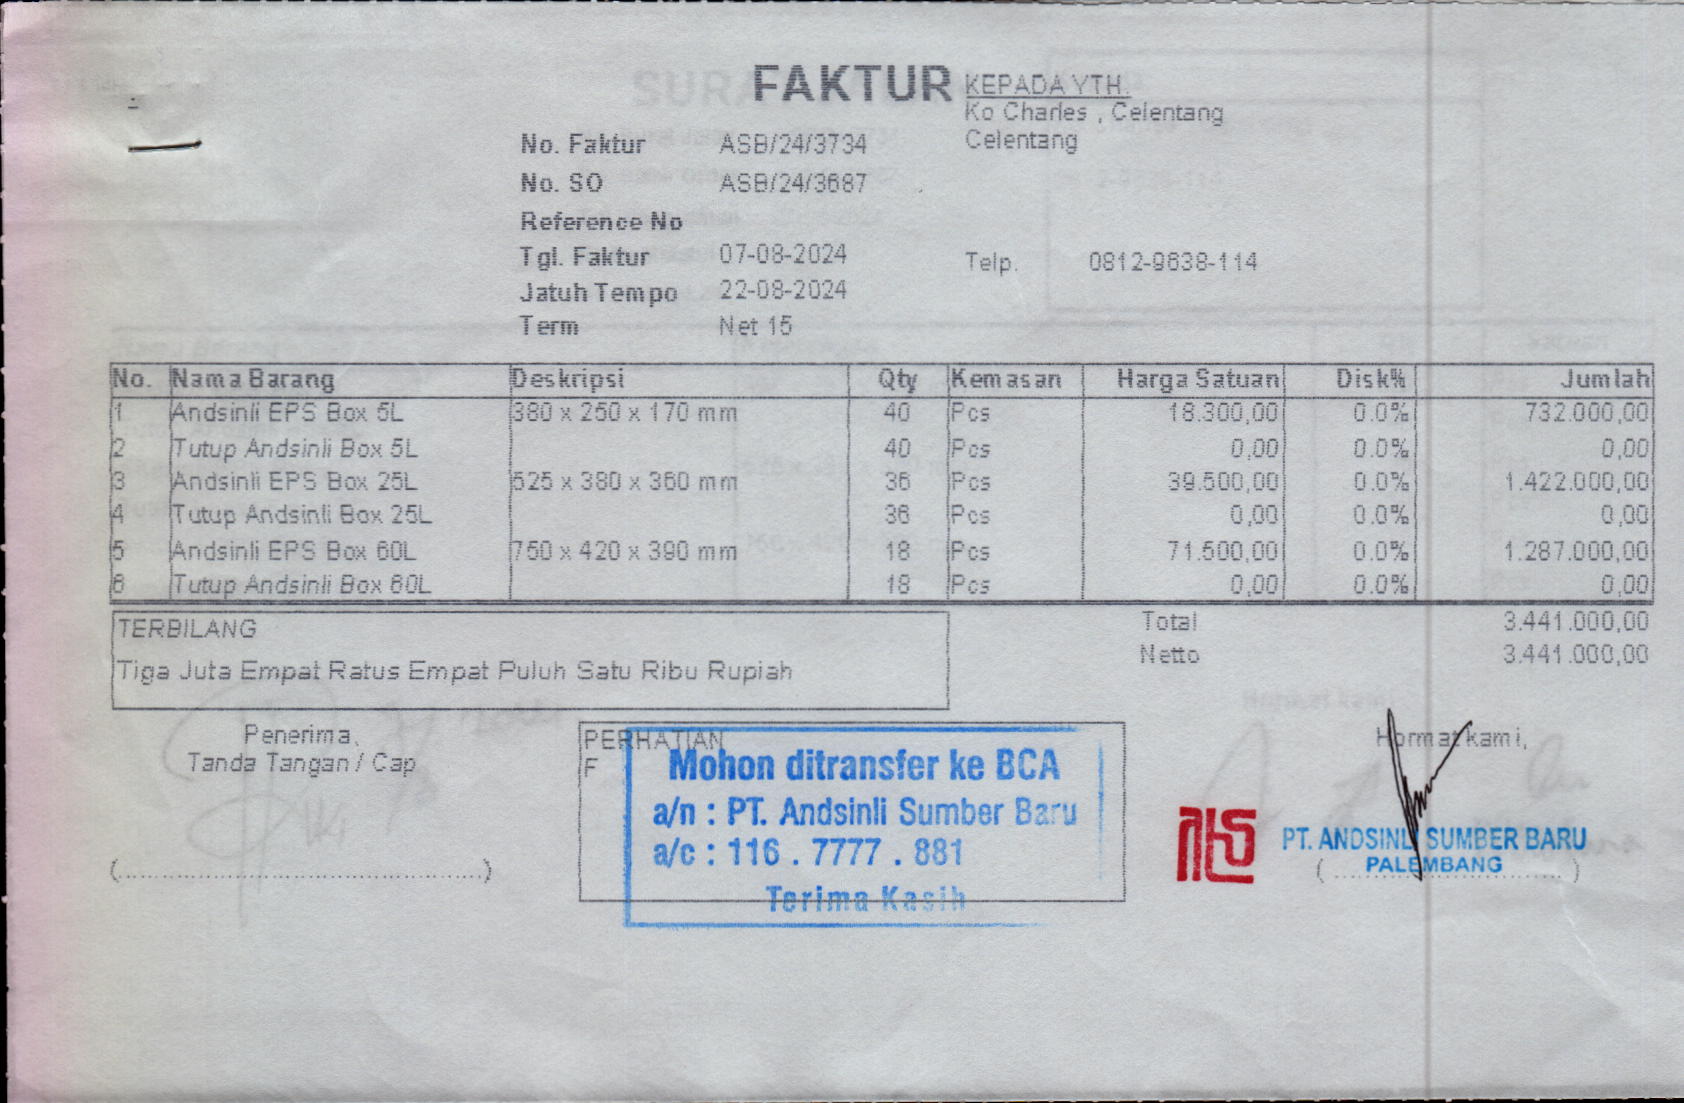 FAKTUR
KEPADA YTH.
Ko Charles , Celentang
Celentang
No. Faktur ASB/24/3734
No. SO ASB/24/3687
Reference No
Tgl. Faktur 07-08-2024
Telp. 0812-9638-114
Jatuh Tempo 22-08-2024
Term Net 15
No. Nama Barang Deskripsi Qty Kemasan Harga Satuan Disk% Jumlah
1 Andsinli EPS Box 5L 380 x 250 x 170 mm 40 Pcs 18.300,00 0.0% 732.000,00
2 Tutup Andsinli Box 5L 40 Pcs 0,00 0.0% 0,00
3 Andsinli EPS Box 25L 525 x 380 x 360 mm 36 Pcs 39.500,00 0.0% 1.422.000,00
4 Tutup Andsinli Box 25L 36 Pcs 0,00 0.0% 0,00
5 Andsinli EPS Box 60L 750 x 420 x 390 mm 18 Pcs 71.500,00 0.0% 1.287.000,00
6 Tutup Andsinli Box 60L 18 Pcs 0,00 0.0% 0,00
TERBILANG
Tiga Juta Empat Ratus Empat Puluh Satu Ribu Rupiah
Total 3.441.000,00
Netto 3.441.000,00
Penerima,
Tanda Tangan / Cap
(................................................)
PERHATIAN
F
Mohon ditransfer ke BCA
a/n : PT. Andsinli Sumber Baru
a/c : 116 . 7777 . 881
Terima Kasih
Hormat kami,
PT. ANDSINLI SUMBER BARU
PALEMBANG
(................................)